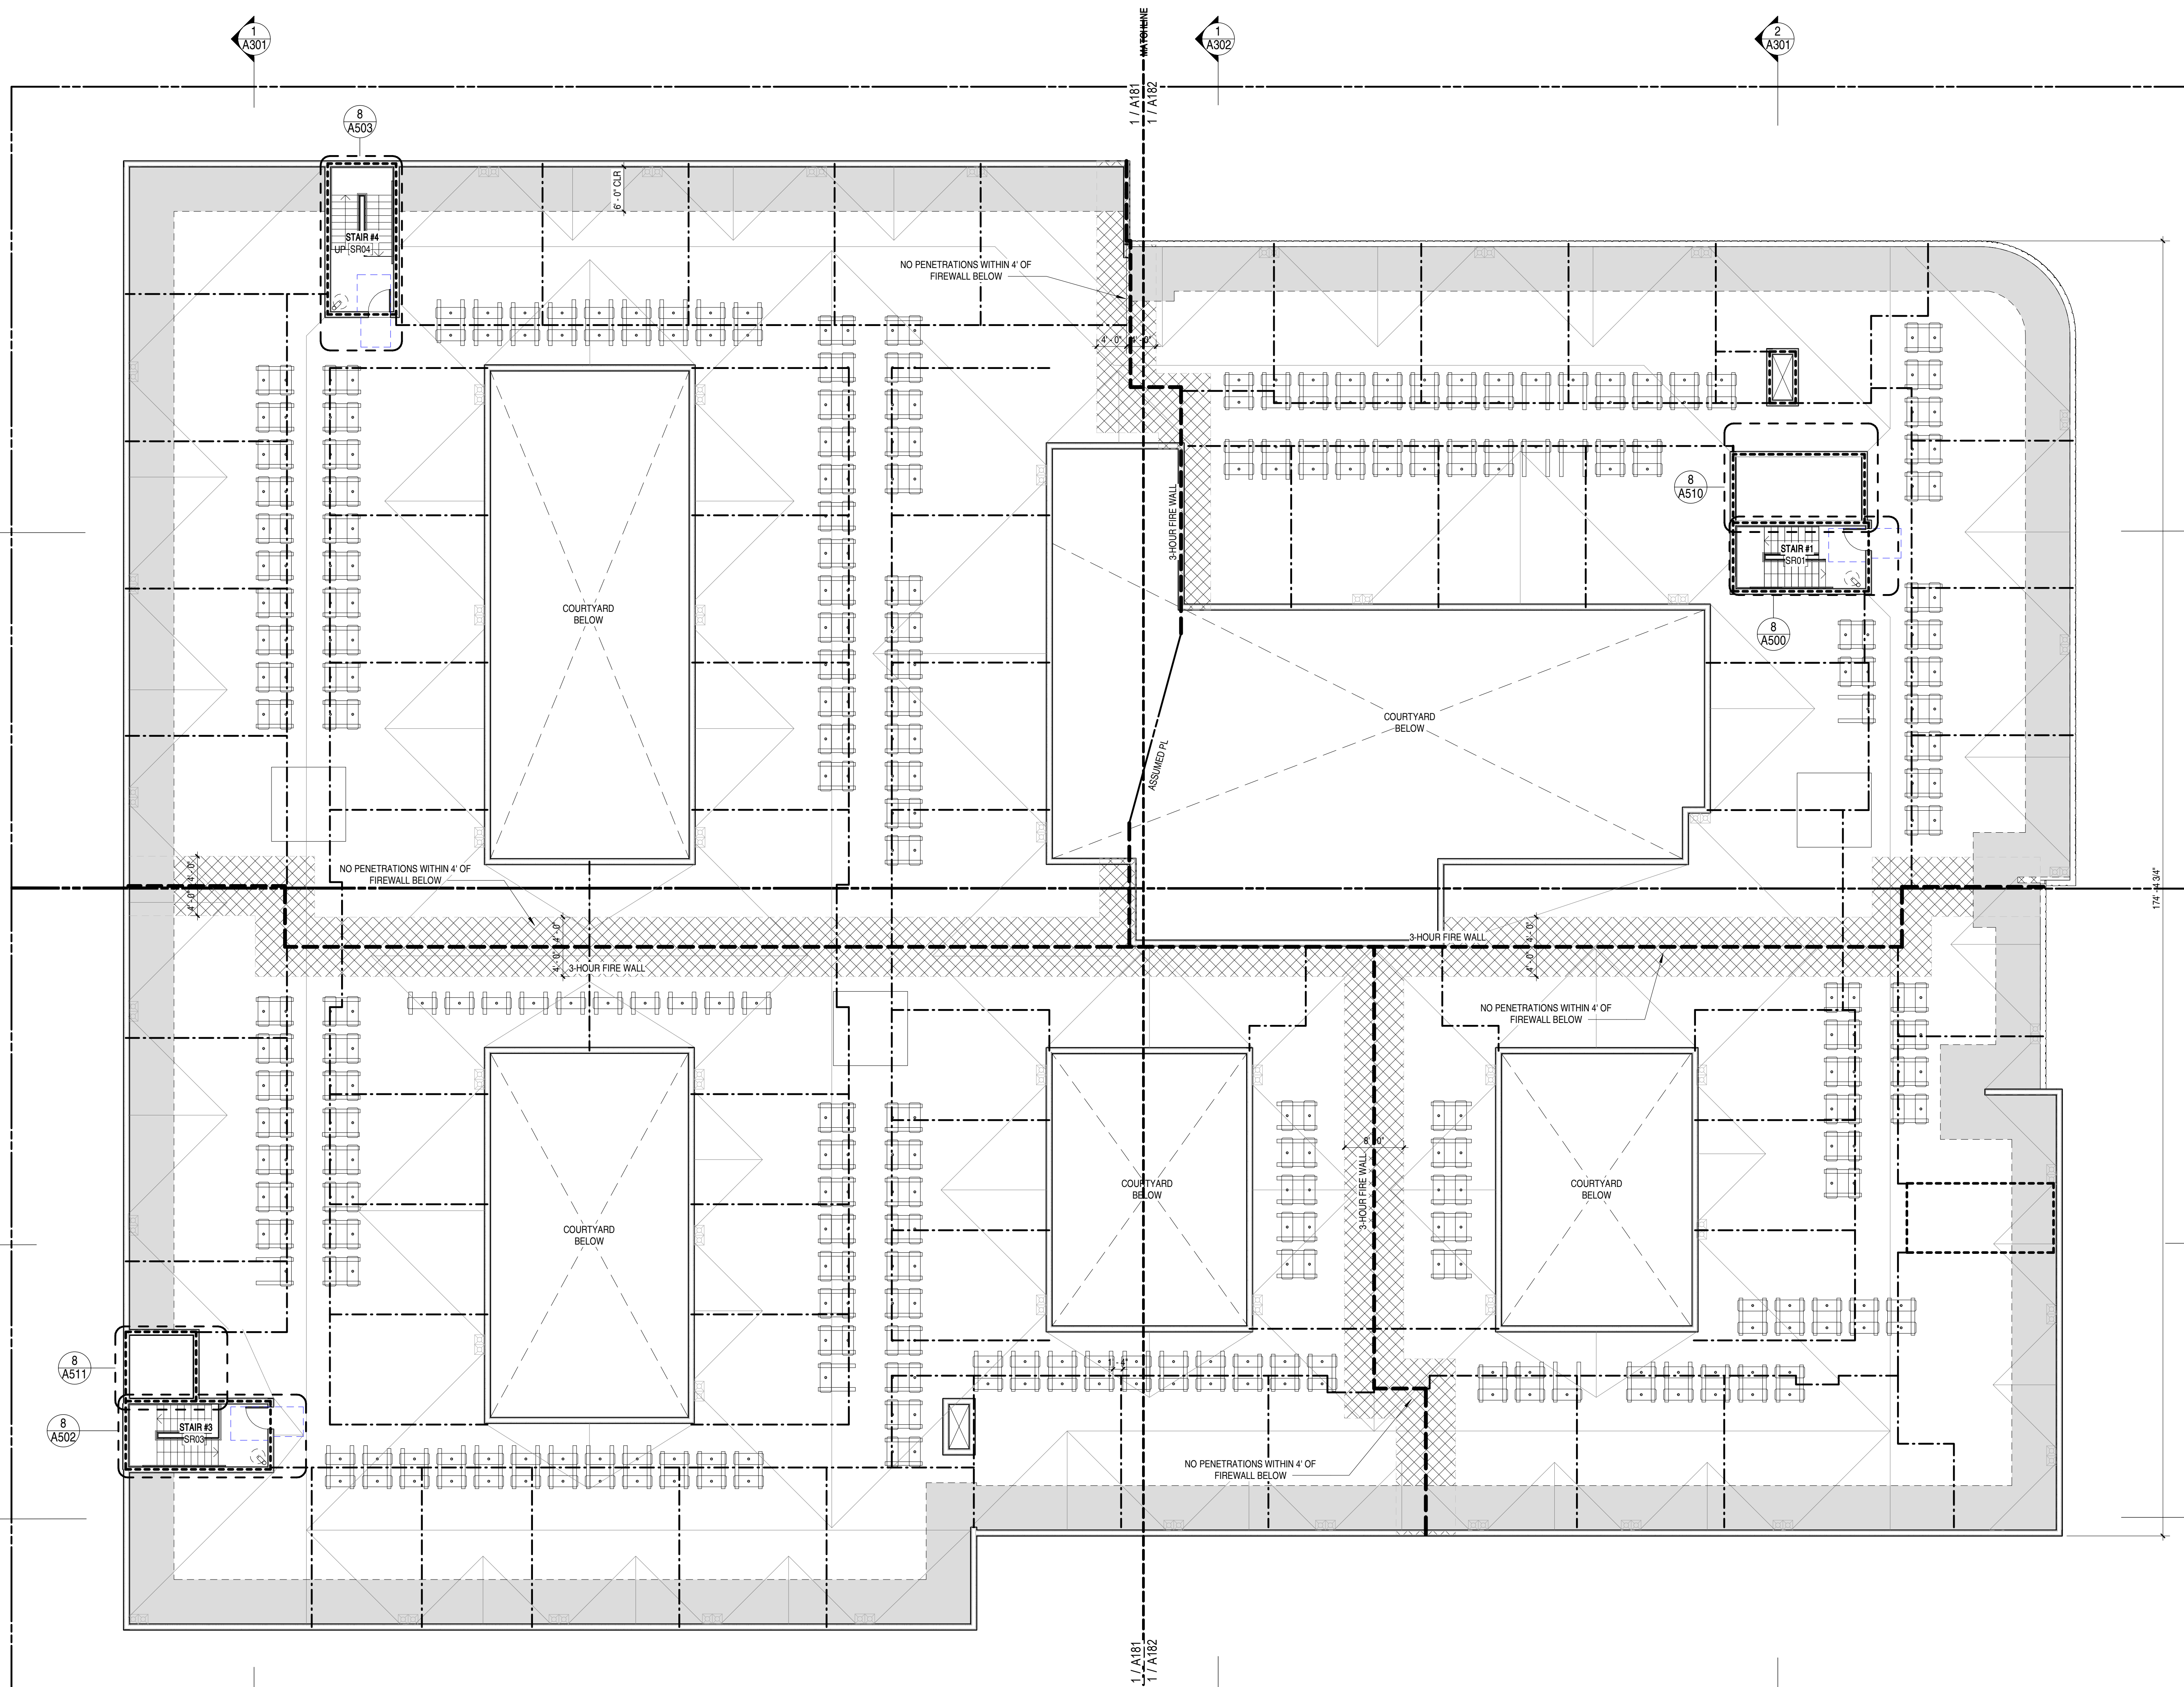 1
A301
MATCHLINE
1
A302
2
A301
1 / A181
1 / A182
8
A503
6' - 0" CLR
STAIR #4
UP
SR04
NO PENETRATIONS WITHIN 4' OF
FIREWALL BELOW
4' - 0"
4' - 0"
3-HOUR FIRE WALL
8
A510
STAIR #1
SR01
8
A500
COURTYARD
BELOW
COURTYARD
BELOW
ASSUMED PL
NO PENETRATIONS WITHIN 4' OF
FIREWALL BELOW
4' - 0"
4' - 0"
174' - 4 3/4"
4' - 0"
4' - 0"
3-HOUR FIRE WALL
3-HOUR FIRE WALL
4' - 0"
4' - 0"
NO PENETRATIONS WITHIN 4' OF
FIREWALL BELOW
8' - 0"
3-HOUR FIRE WALL
COURTYARD
BELOW
COURTYARD
BELOW
COURTYARD
BELOW
8
A511
1' - 4"
8
A502
STAIR #3
SR03
NO PENETRATIONS WITHIN 4' OF
FIREWALL BELOW
1 / A181
1 / A182